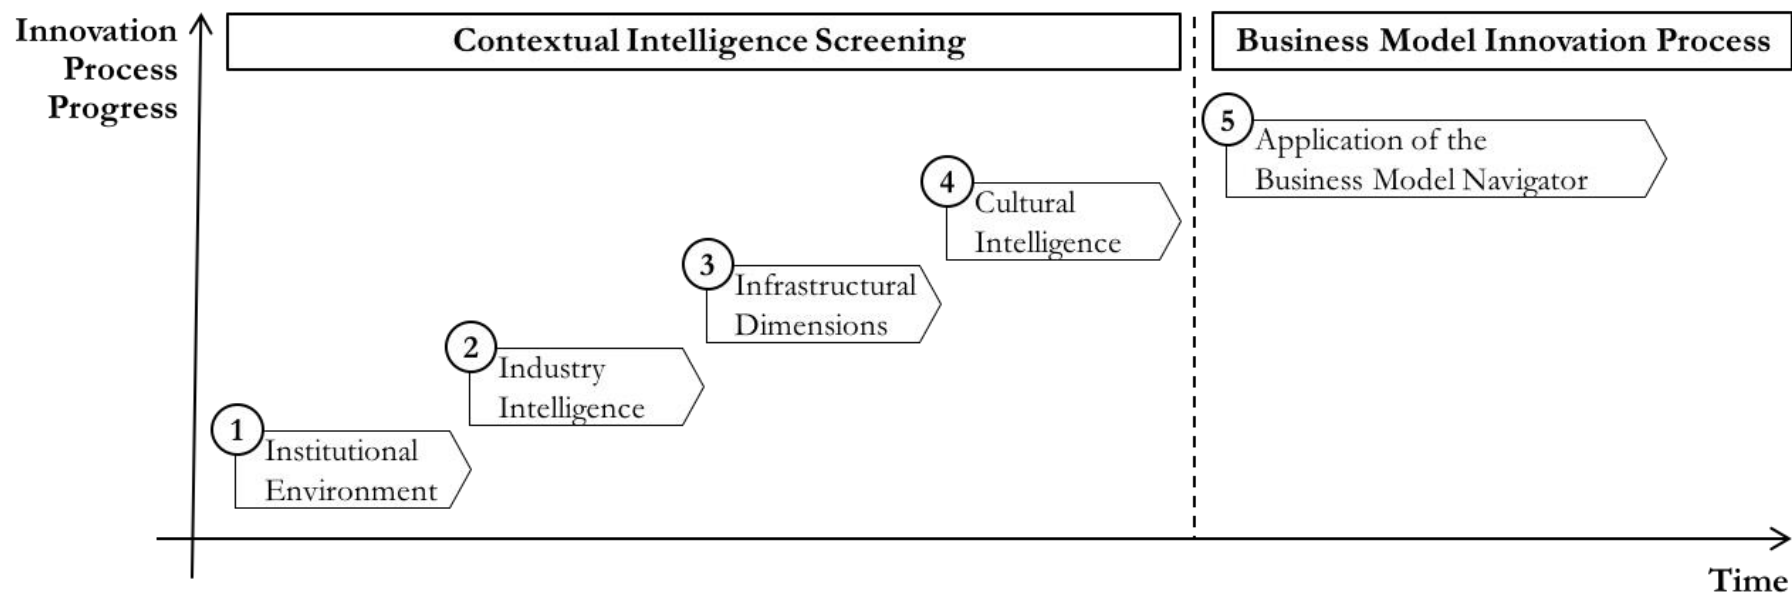 Innovation
Process
Progress
Contextual Intelligence Screening
Business Model Innovation Process
5
Application of the
Business Model Navigator
4
Cultural
Intelligence
3
Infrastructural
Dimensions
2
Industry
Intelligence
1
Institutional
Environment
Time